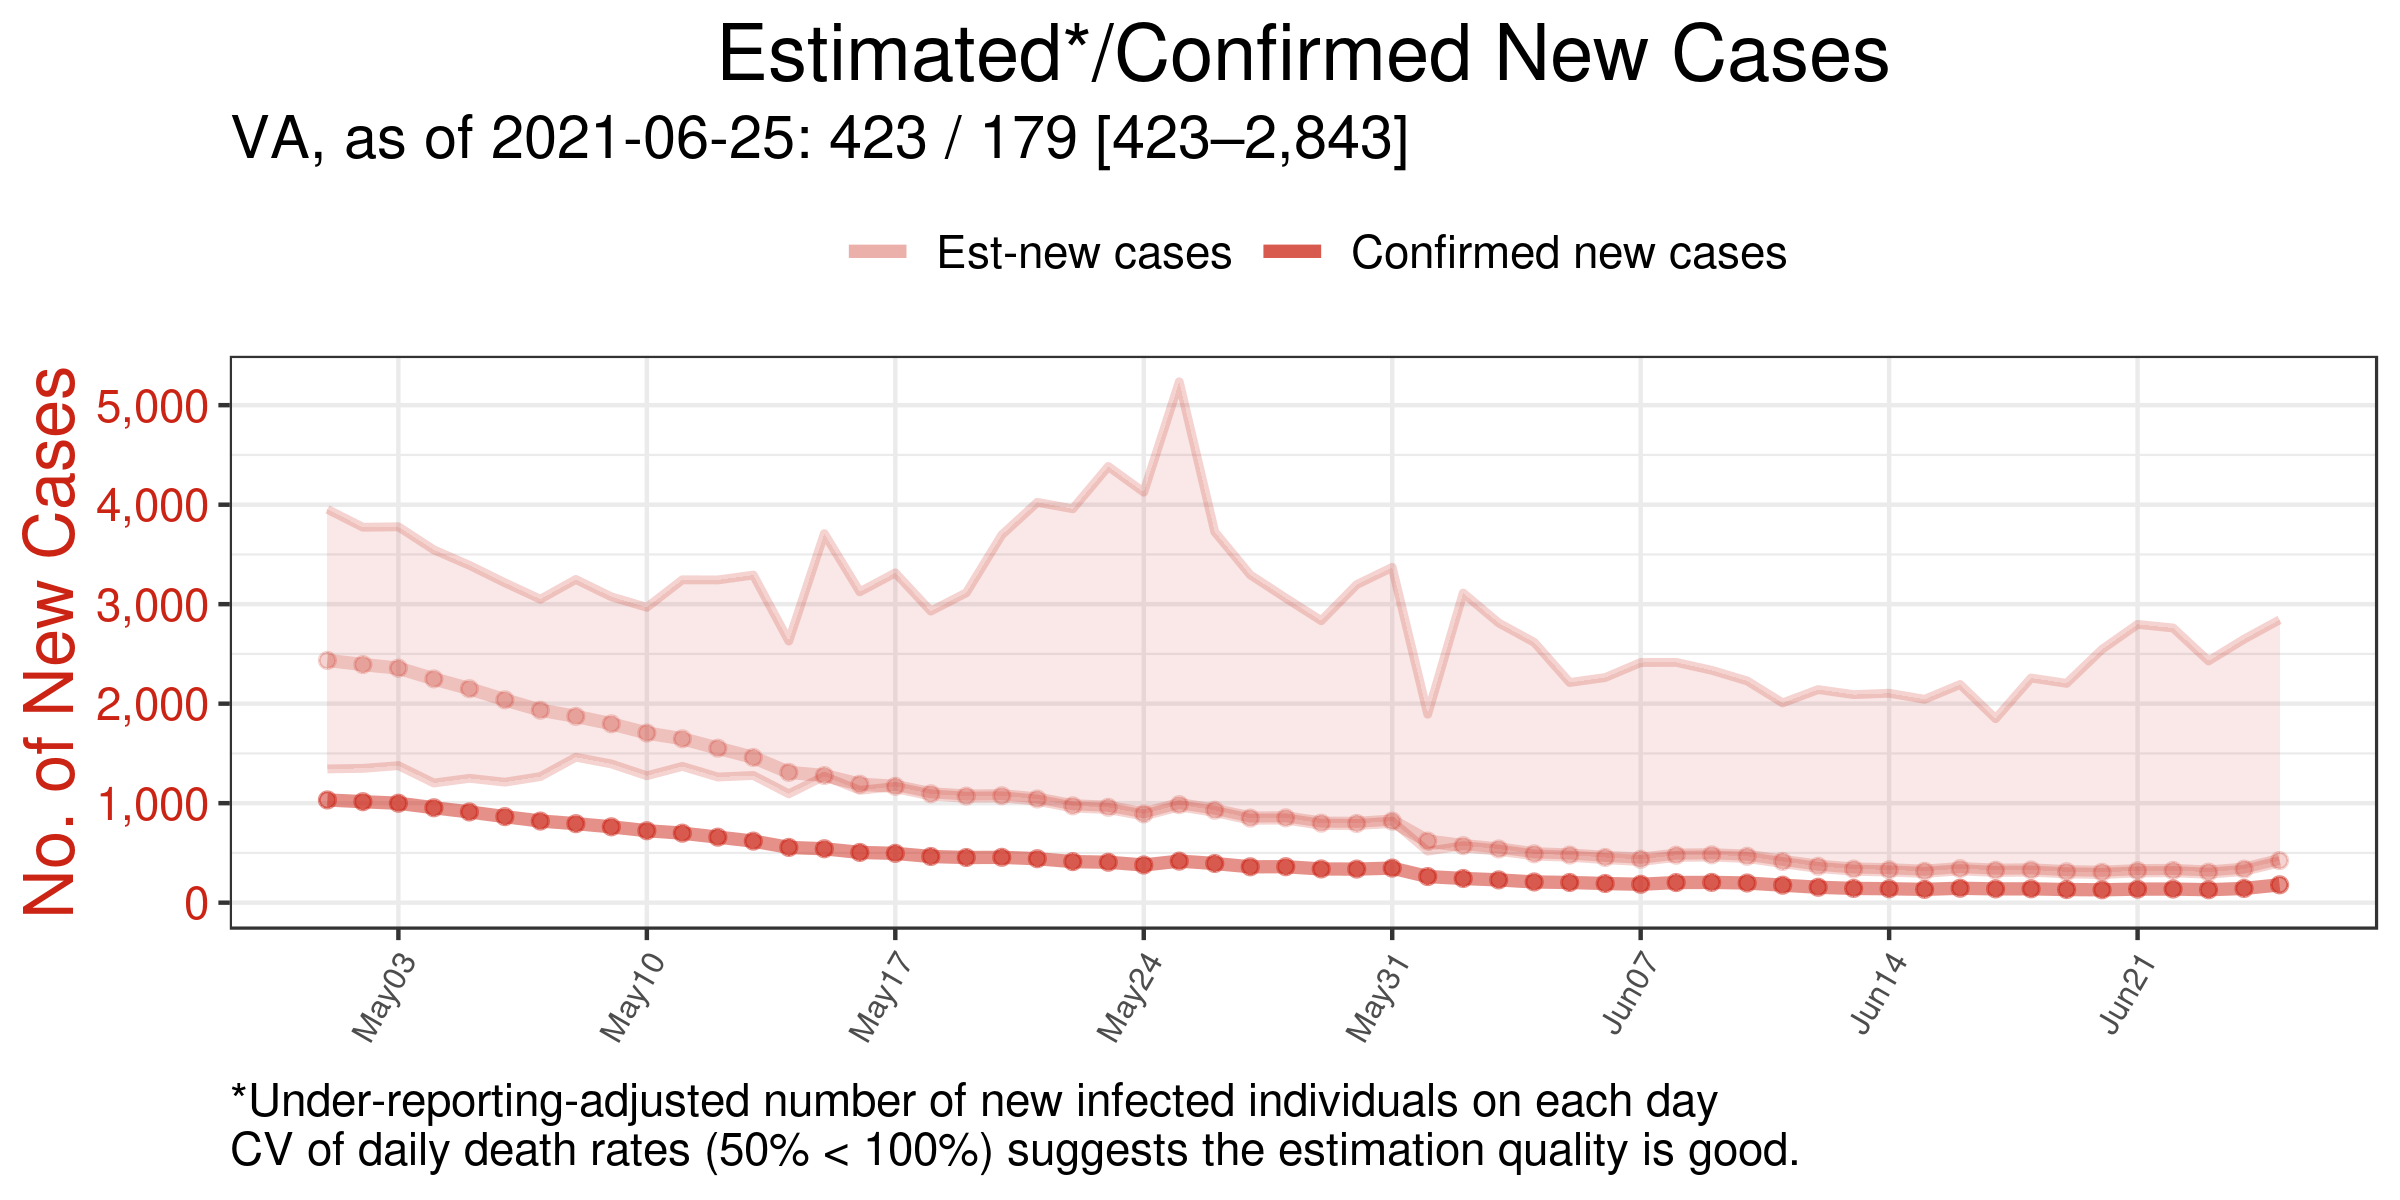 Estimated*/Confirmed New Cases
VA, as of 2021-06-25: 423 / 179 [423–2,843]
Est-new cases
Confirmed new cases
No. of New Cases
5,000
4,000
3,000
2,000
1,000
0
May03
May10
May17
May24
May31
Jun07
Jun14
Jun21
*Under-reporting-adjusted number of new infected individuals on each day
CV of daily death rates (50% < 100%) suggests the estimation quality is good.